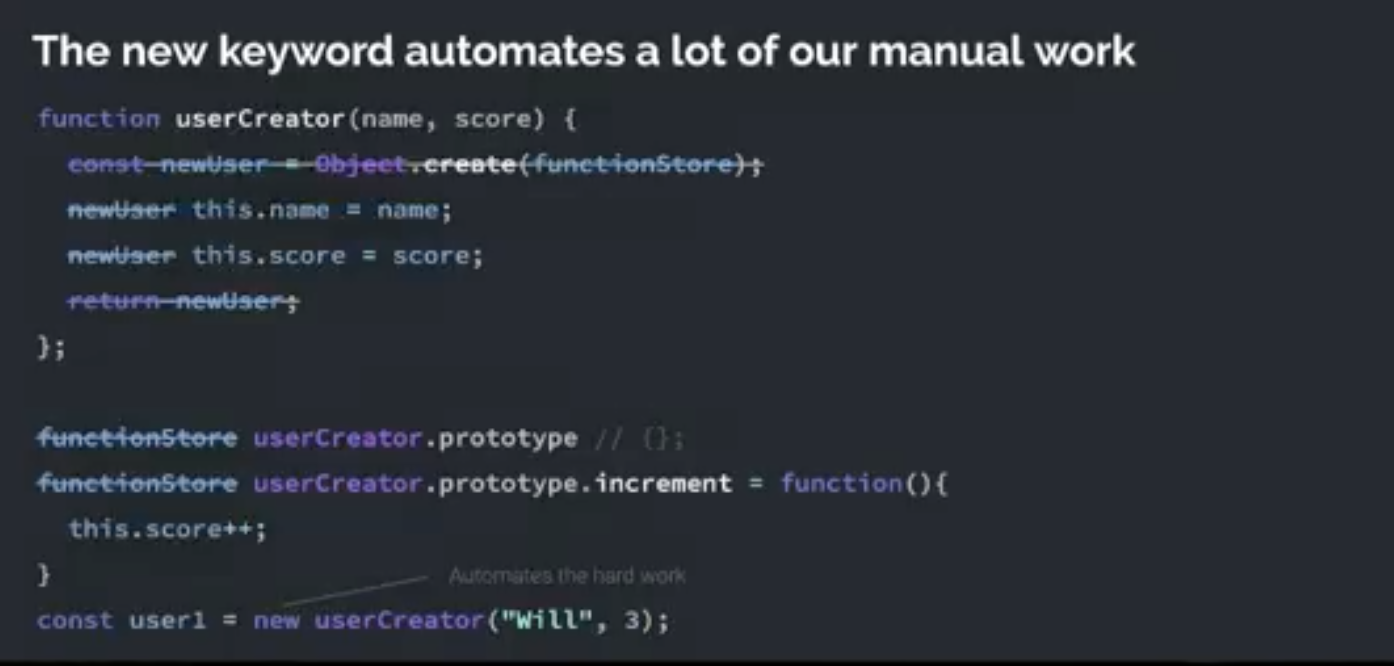 The new keyword automates a lot of our manual work
function userCreator(name, score) {
const newUser = Object.create(functionStore);
newUser this.name = name;
newUser this.score = score;
return newUser;
};
functionStore userCreator.prototype // {};
functionStore userCreator.prototype.increment = function(){
this.score++;
}
Automates the hard work
const user1 = new userCreator("Will", 3);